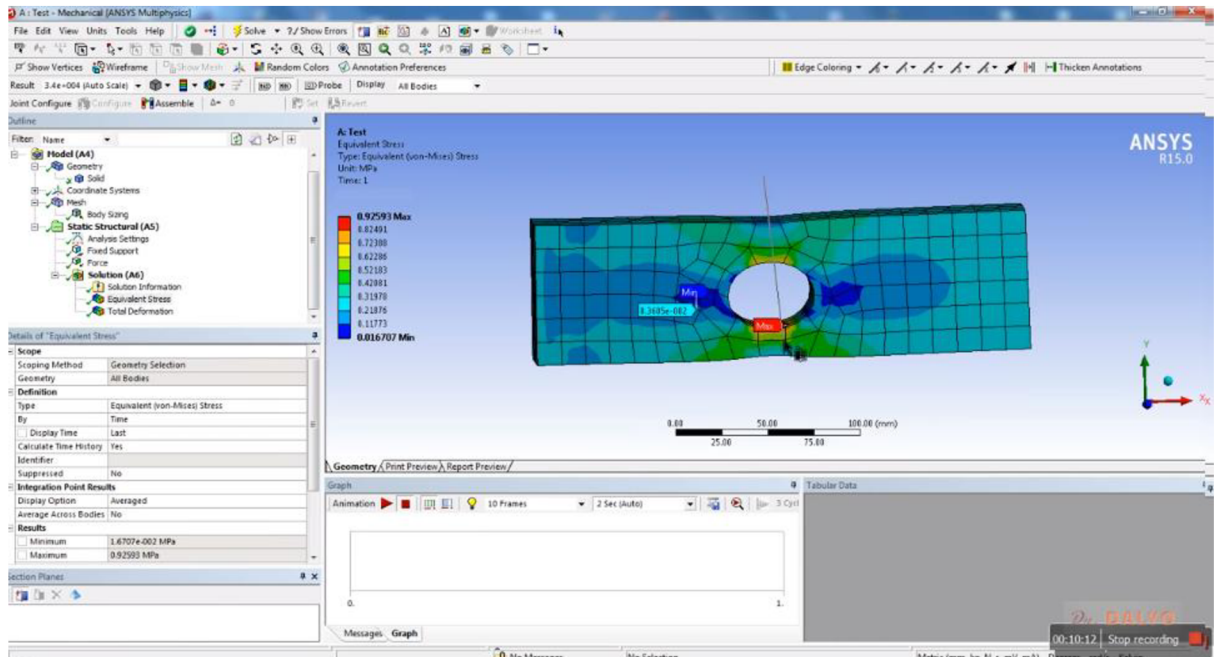 A : Test - Mechanical [ANSYS Multiphysics]
File Edit View Units Tools Help Solve ?/ Show Errors Worksheet
Show Vertices Wireframe Show Mesh Random Colors Annotation Preferences Edge Coloring Thicken Annotations
Result 3.4e+004 (Auto Scale) Probe Display All Bodies
Joint Configure Configure Assemble 0 Set Revert
Outline
Filter: Name
Model (A4)
Geometry
Solid
Coordinate Systems
Mesh
Body Sizing
Static Structural (A5)
Analysis Settings
Fixed Support
Force
Solution (A6)
Solution Information
Equivalent Stress
Total Deformation
Details of "Equivalent Stress"
Scope
Scoping Method Geometry Selection
Geometry All Bodies
Definition
Type Equivalent (von-Mises) Stress
By Time
Display Time Last
Calculate Time History Yes
Identifier
Suppressed No
Integration Point Results
Display Option Averaged
Average Across Bodies No
Results
Minimum 1.6707e-002 MPa
Maximum 0.92593 MPa
Section Planes
A: Test
Equivalent Stress
Type: Equivalent (von-Mises) Stress
Unit: MPa
Time: 1
0.92593 Max
0.82491
0.72388
0.62286
0.52183
0.42081
0.31978
0.21876
0.11773
0.016707 Min
ANSYS
R15.0
Min
Max
Y
X
0.00 50.00 100.00 (mm)
25.00 75.00
Geometry Print Preview Report Preview
Graph
Animation 10 Frames 2 Sec (Auto) 3 Cycl
0. 1.
Messages Graph
Tabular Data
00:10:12 Stop recording
No Messages No Selection